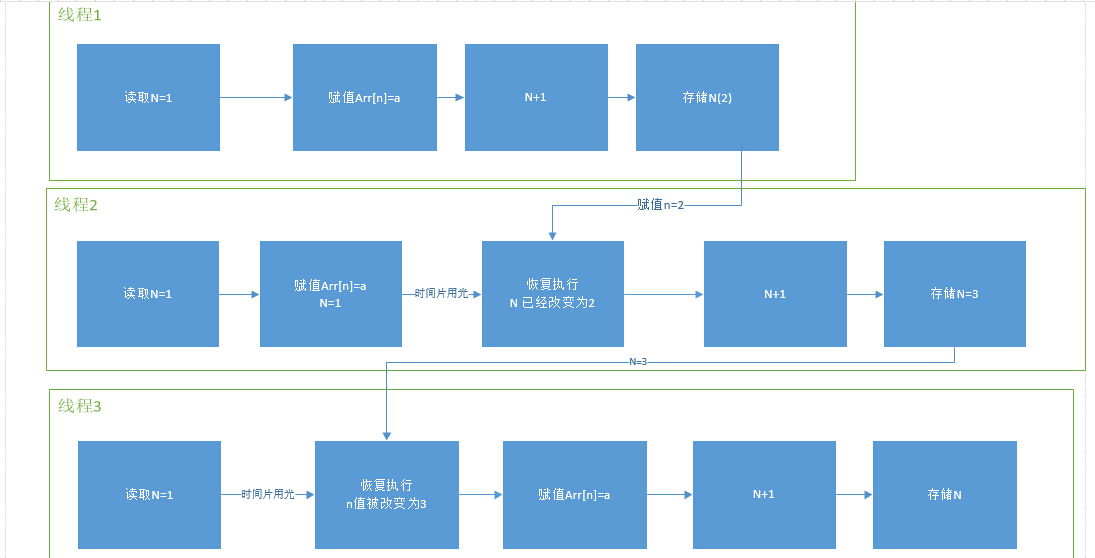 线程1
读取N=1
赋值Arr[n]=a
N+1
存储N(2)
赋值n=2
线程2
读取N=1
赋值Arr[n]=a
N=1
时间片用光
恢复执行
N 已经改变为2
N+1
存储N=3
N=3
线程3
读取N=1
时间片用光
恢复执行
n值被改变为3
赋值Arr[n]=a
N+1
存储N